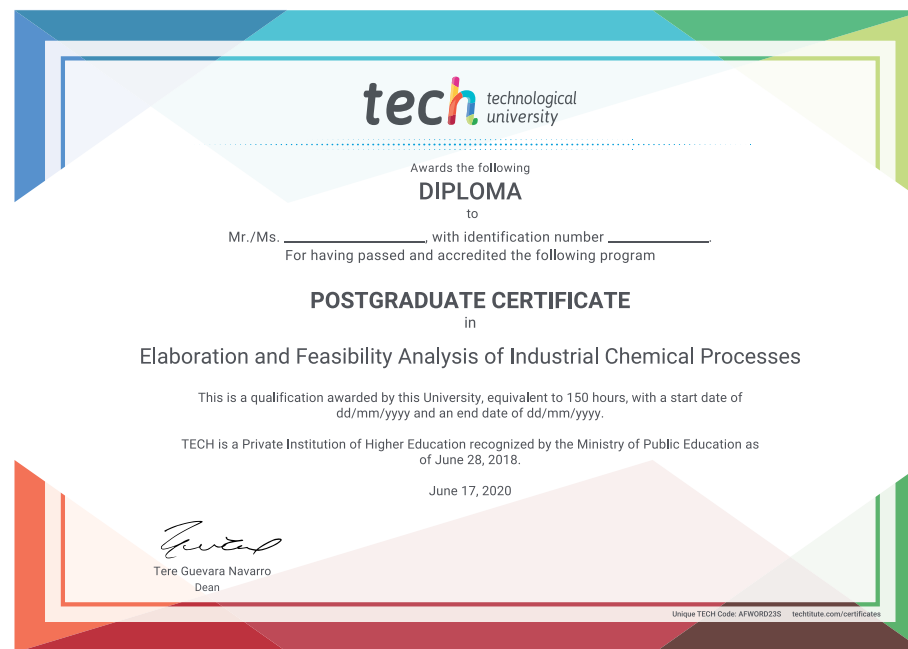 tech technological
university
Awards the following
DIPLOMA
to
Mr./Ms. ____________, with identification number ____________.
For having passed and accredited the following program
POSTGRADUATE CERTIFICATE
in
Elaboration and Feasibility Analysis of Industrial Chemical Processes
This is a qualification awarded by this University, equivalent to 150 hours, with a start date of
dd/mm/yyyy and an end date of dd/mm/yyyy.
TECH is a Private Institution of Higher Education recognized by the Ministry of Public Education as
of June 28, 2018.
June 17, 2020
Tere Guevara Navarro
Dean
Unique TECH Code: AFWORD23S techtitute.com/certificates